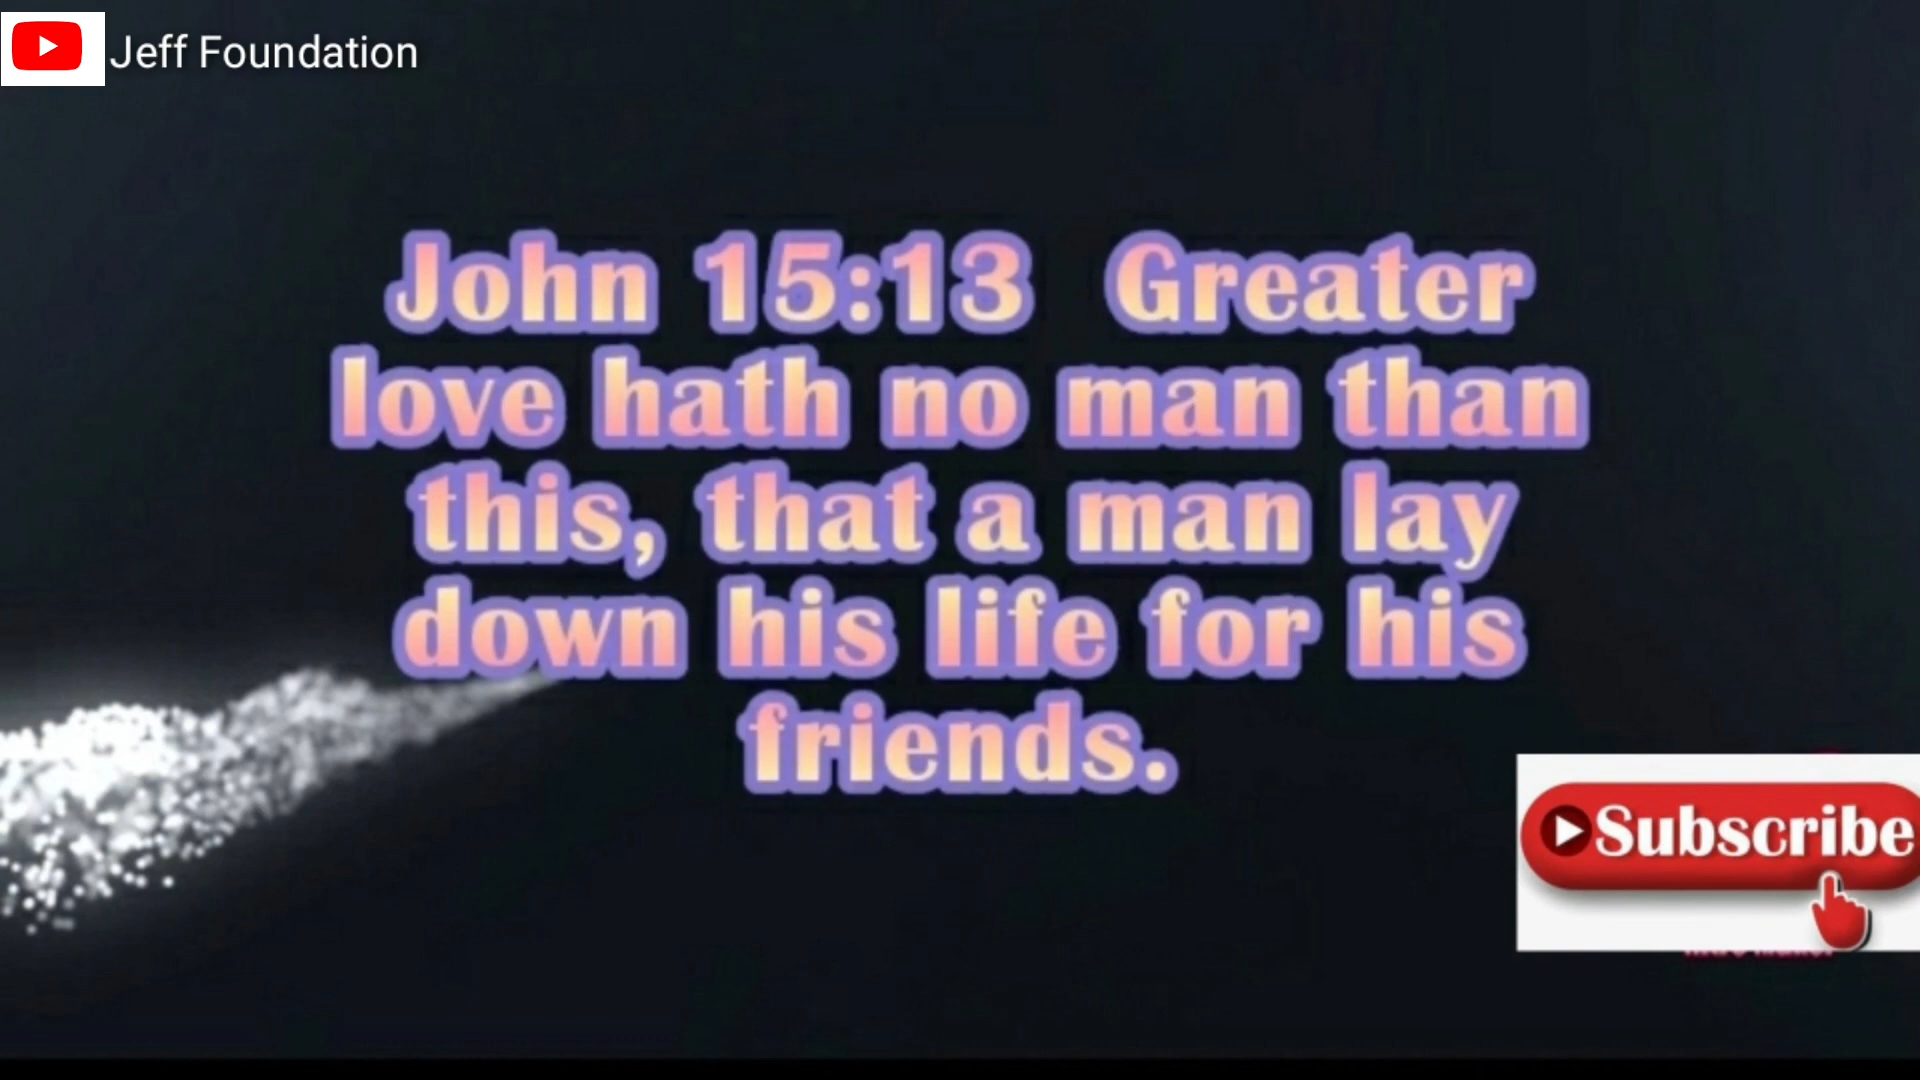 Jeff Foundation
John 15:13 Greater
love hath no man than
this, that a man lay
down his life for his
friends.
Subscribe